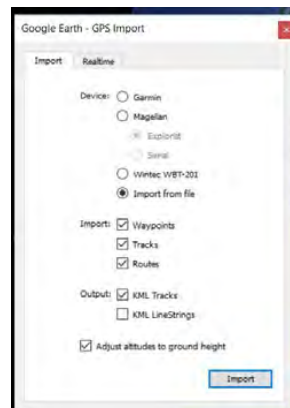 Google Earth - GPS Import
Import Realtime
Device: Garmin
Magellan
Explorist
Serial
Wintec WBT-201
Import from file
Import: Waypoints
Tracks
Routes
Output: KML Tracks
KML LineStrings
Adjust altitudes to ground height
Import